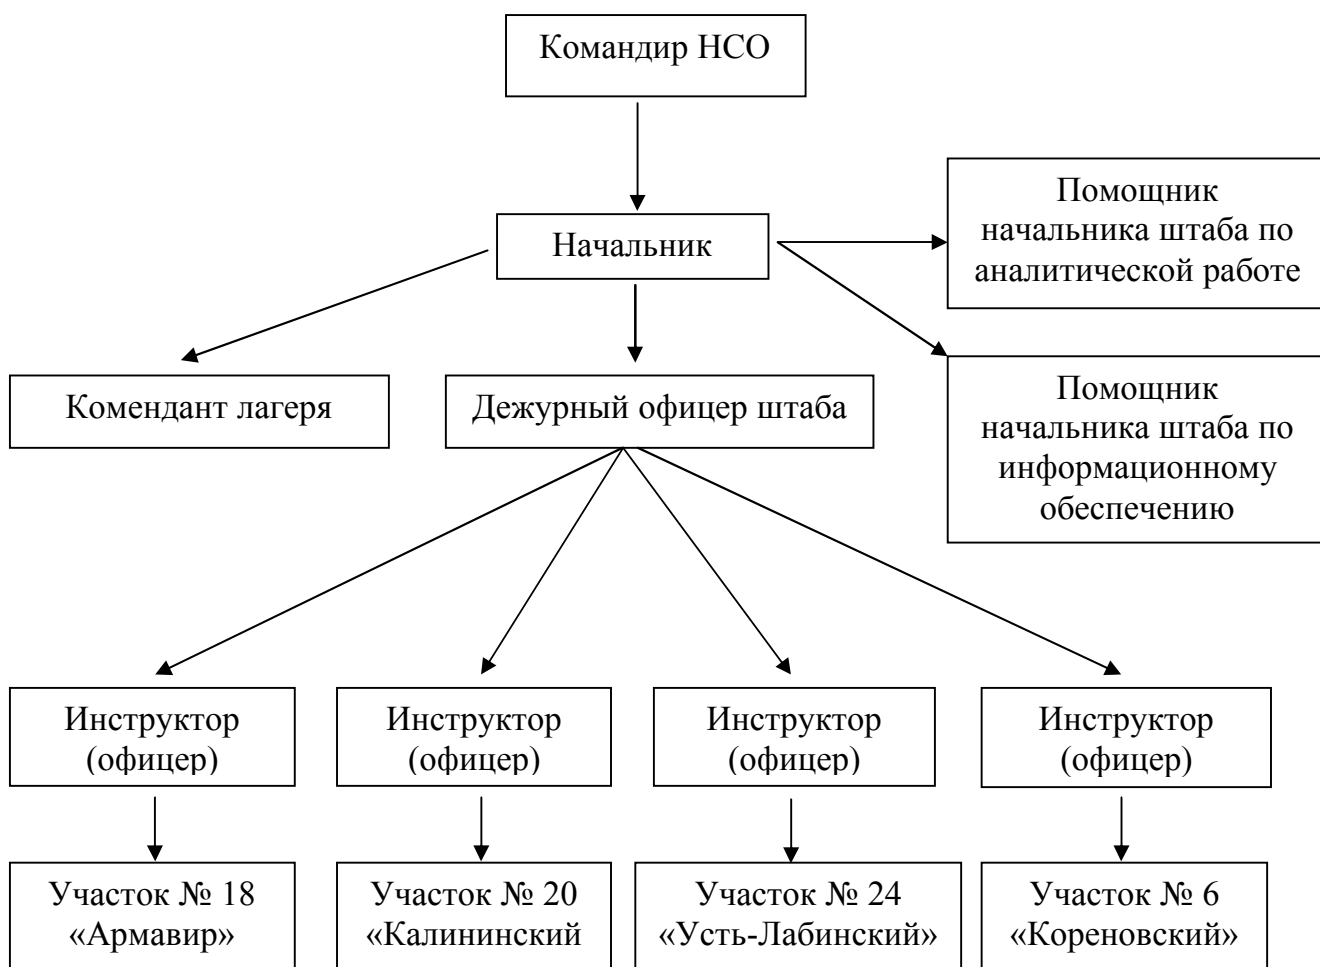 Командир НСО
Помощник
начальника штаба по
аналитической работе
Начальник
Комендант лагеря
Дежурный офицер штаба
Помощник
начальника штаба по
информационному
обеспечению
Инструктор
(офицер)
Инструктор
(офицер)
Инструктор
(офицер)
Инструктор
(офицер)
Участок № 18
«Армавир»
Участок № 20
«Калининский
Участок № 24
«Усть-Лабинский»
Участок № 6
«Кореновский»